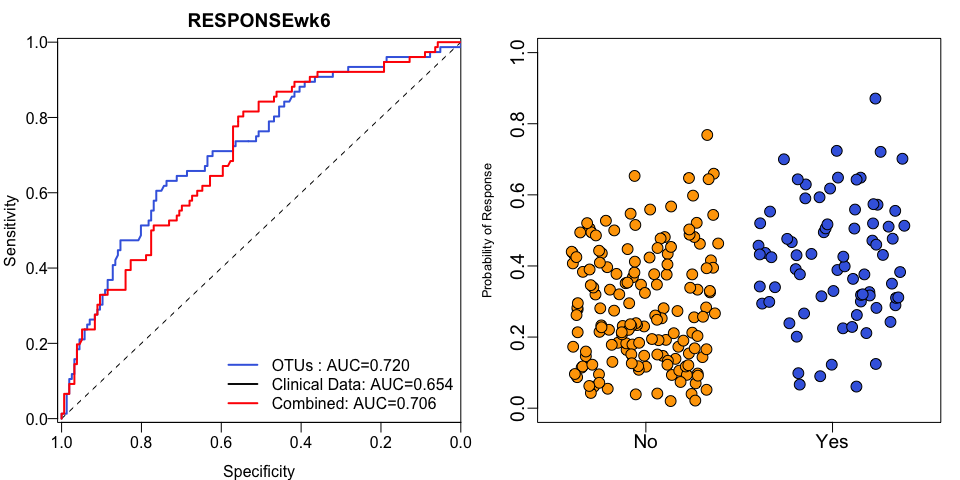 RESPONSEwk6
Sensitivity
1.0
0.8
0.6
0.4
0.2
0.0
OTUs : AUC=0.720
Clinical Data: AUC=0.654
Combined: AUC=0.706
1.0 0.8 0.6 0.4 0.2 0.0
Specificity
Probability of Response
1.0
0.8
0.6
0.4
0.2
0.0
No Yes